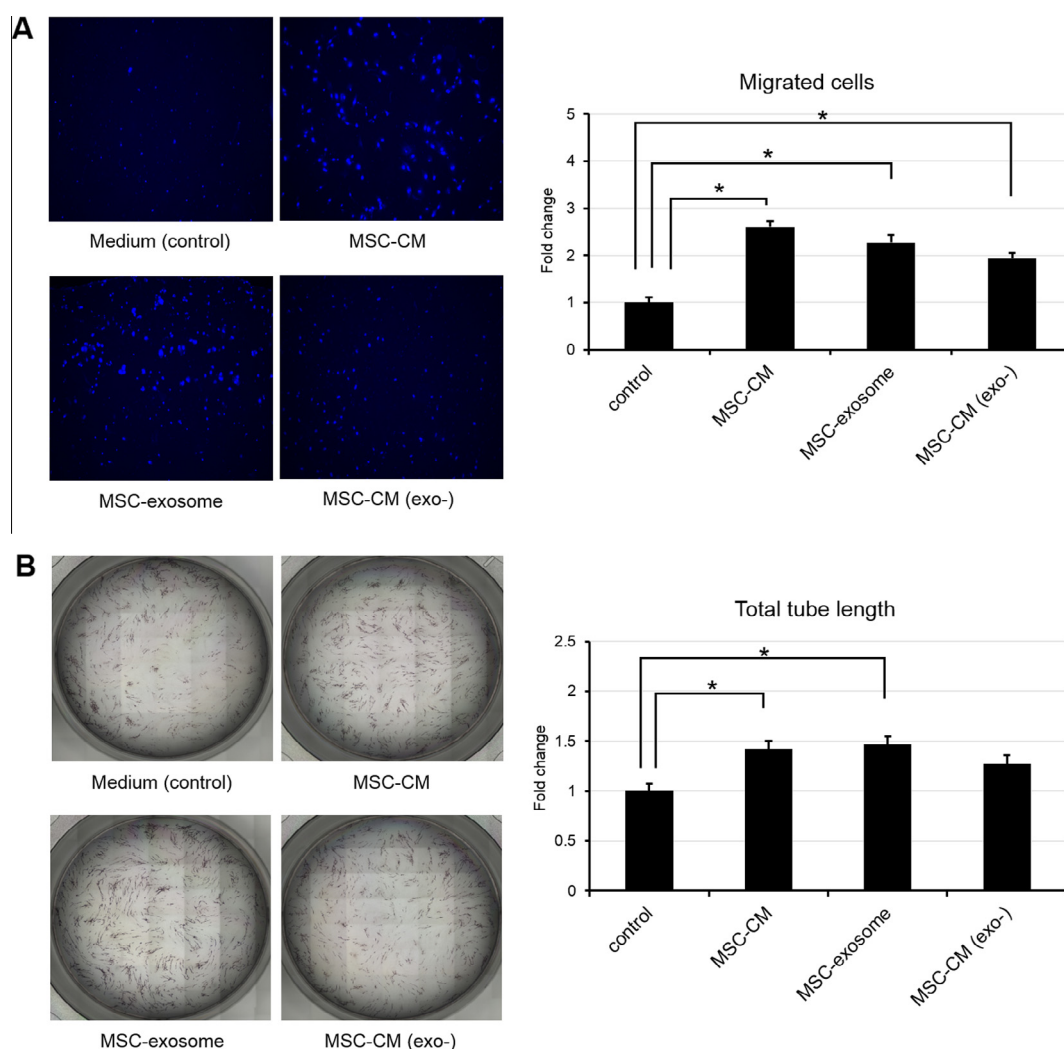 A
Medium (control)
MSC-CM
MSC-exosome
MSC-CM (exo-)
Migrated cells
Fold change
5
4
3
2
1
0
*
*
*
control
MSC-CM
MSC-exosome
MSC-CM (exo-)
B
Medium (control)
MSC-CM
MSC-exosome
MSC-CM (exo-)
Total tube length
Fold change
2.5
2
1.5
1
0.5
0
*
*
control
MSC-CM
MSC-exosome
MSC-CM (exo-)